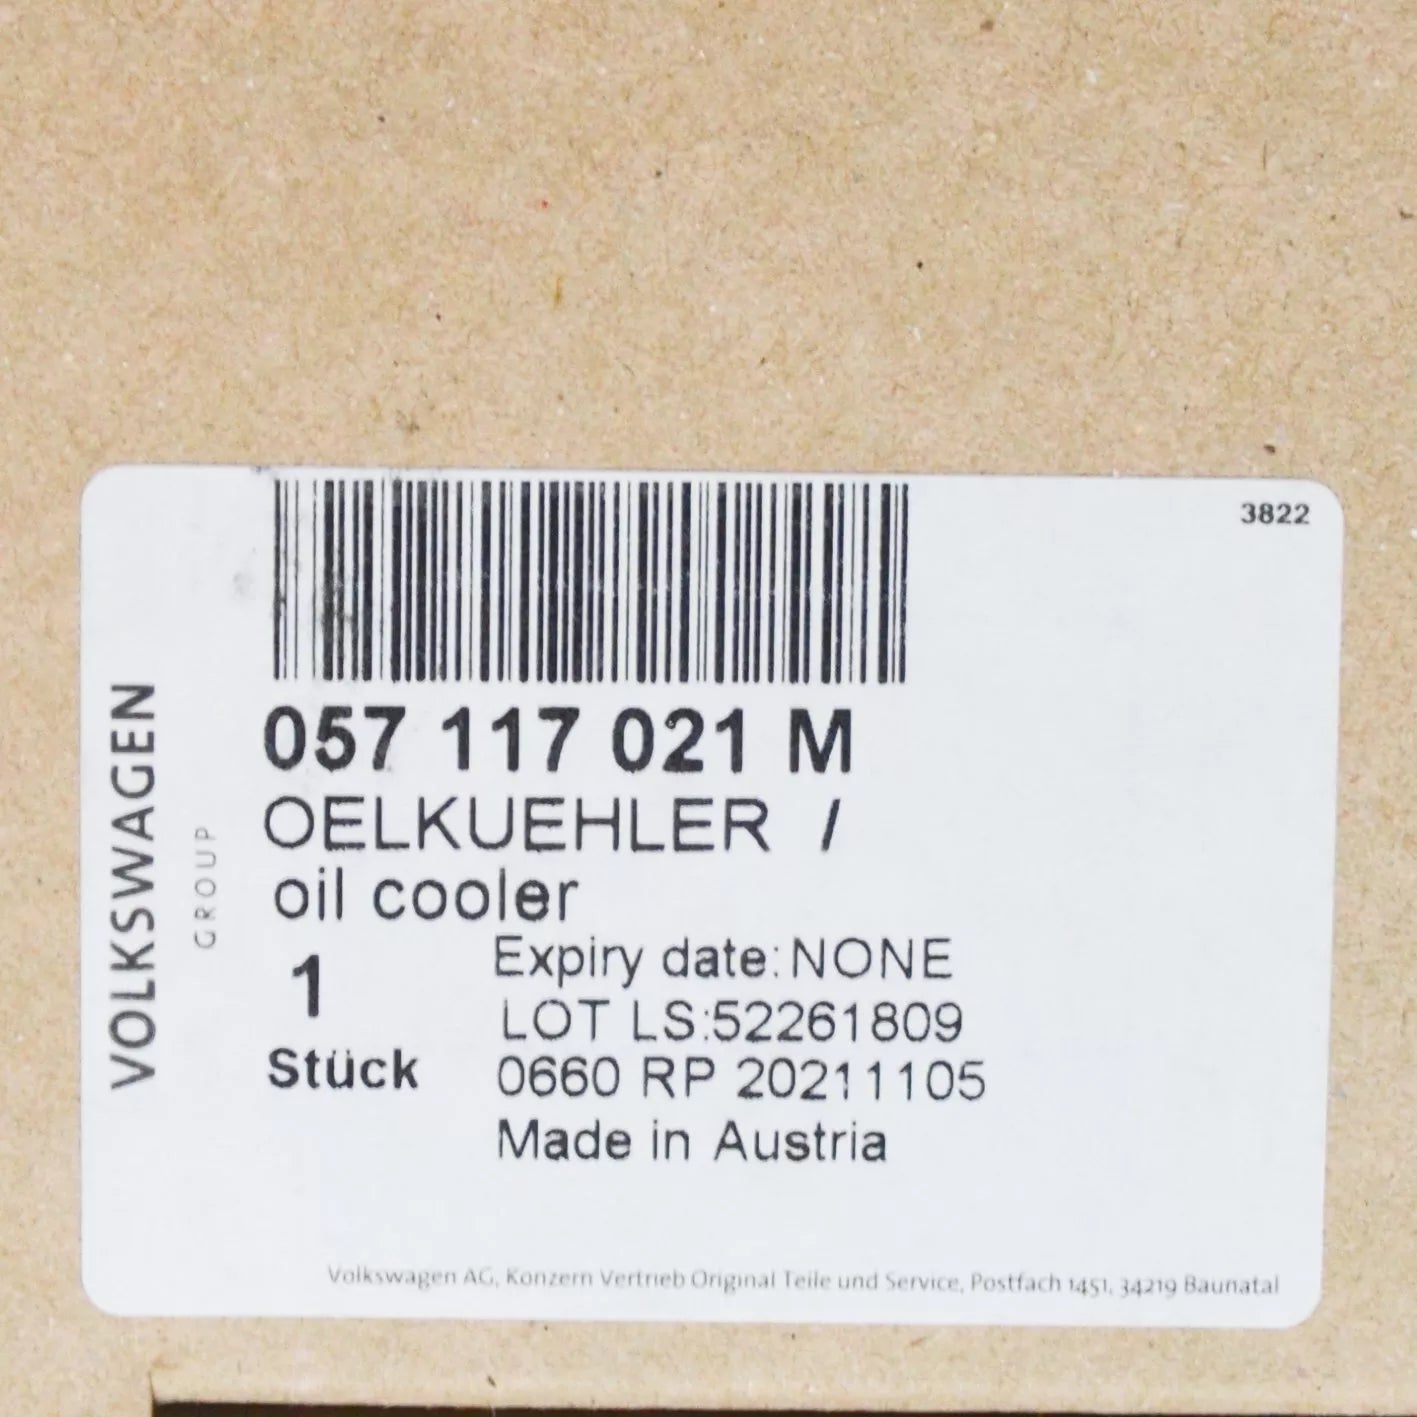 3822
057 117 021 M
OELKUEHLER /
oil cooler
1
Stück
Expiry date: NONE
LOT LS:52261809
0660 RP 20211105
Made in Austria
VOLKSWAGEN
GROUP
Volkswagen AG, Konzern Vertrieb Original Teile und Service, Postfach 1451, 34219 Baunatal